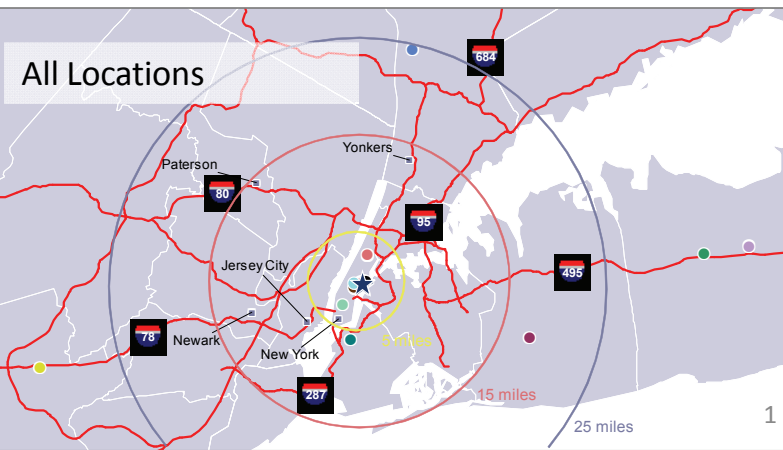 All Locations
684
Yonkers
Paterson
80
95
Jersey City
495
78
Newark
New York
5 miles
287
15 miles
25 miles
1